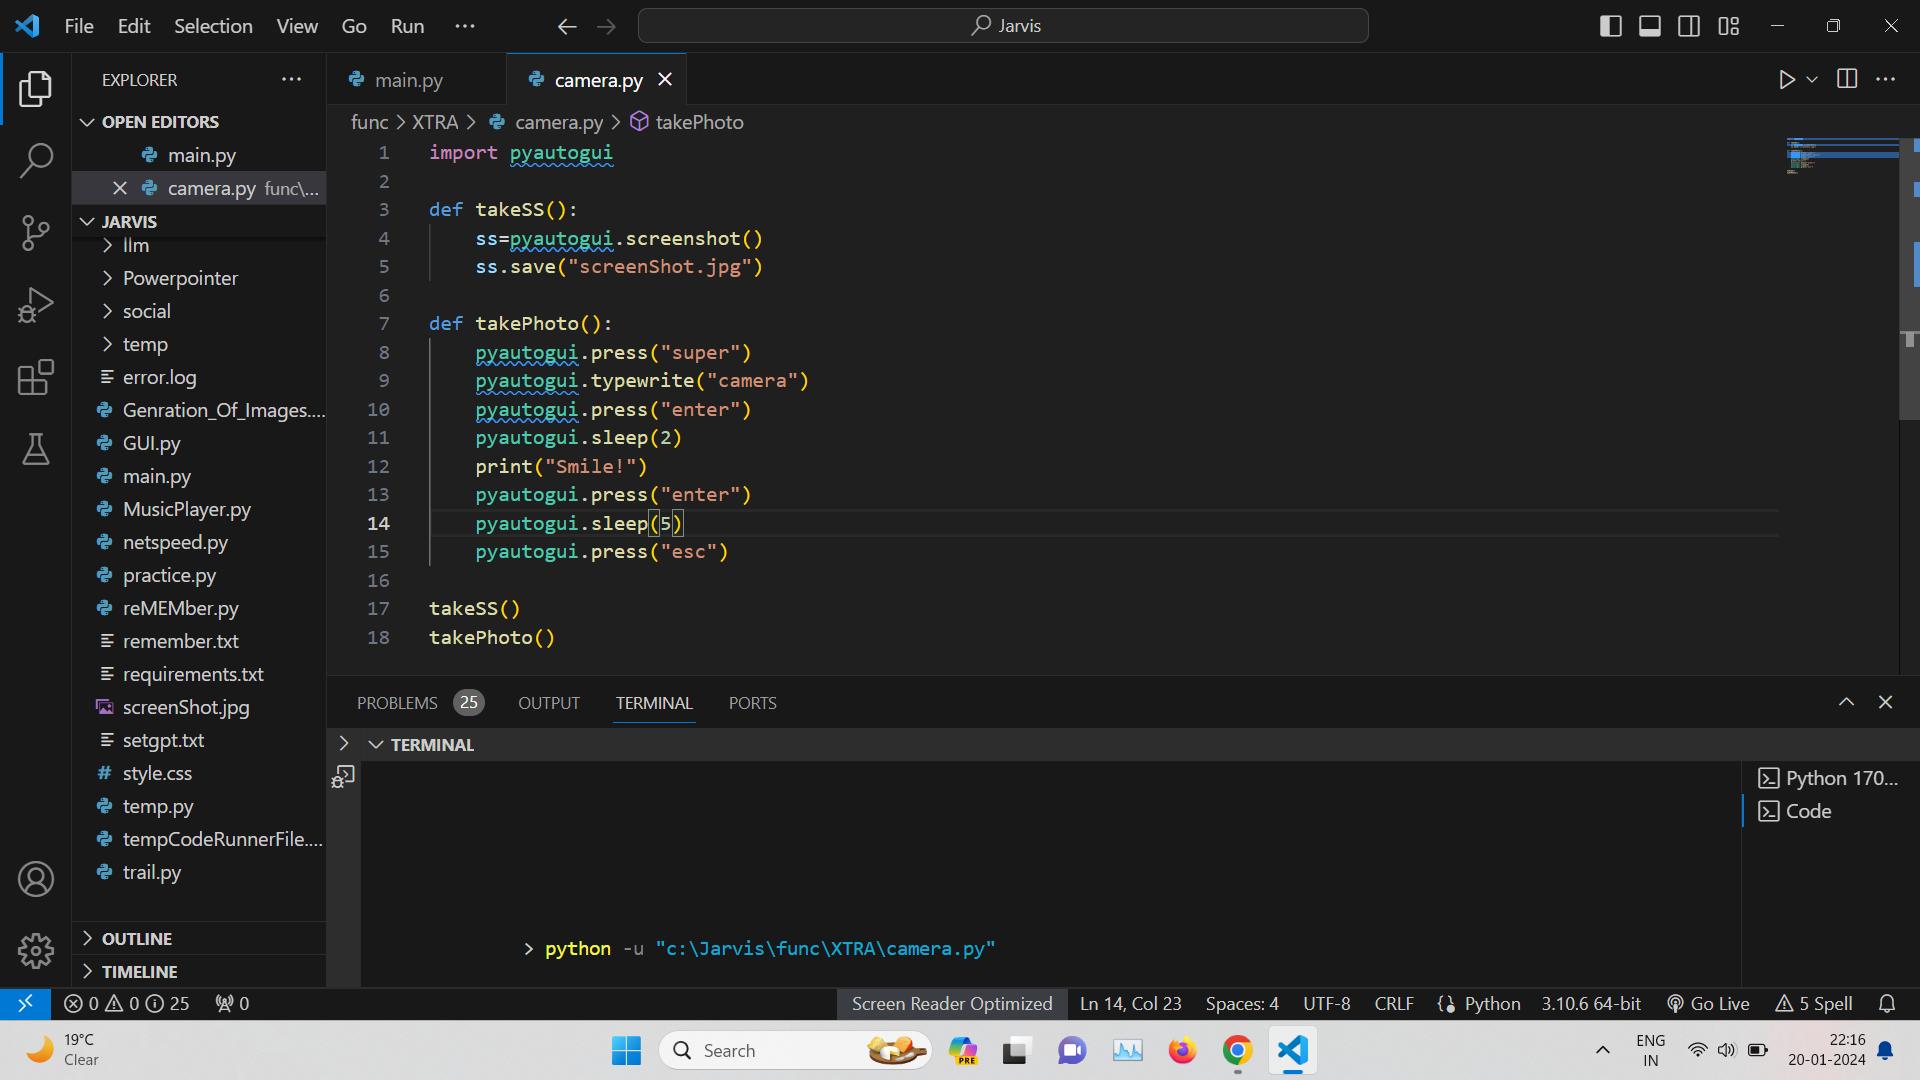 File Edit Selection View Go Run ··· Jarvis
EXPLORER
OPEN EDITORS
main.py
camera.py func\...
JARVIS
llm
Powerpointer
social
temp
error.log
Genration_Of_Images....
GUI.py
main.py
MusicPlayer.py
netspeed.py
practice.py
reMEMber.py
remember.txt
requirements.txt
screenShot.jpg
setgpt.txt
style.css
temp.py
tempCodeRunnerFile....
trail.py
OUTLINE
TIMELINE
main.py camera.py
func > XTRA > camera.py > takePhoto
1 import pyautogui
2
3 def takeSS():
4 ss=pyautogui.screenshot()
5 ss.save("screenShot.jpg")
6
7 def takePhoto():
8 pyautogui.press("super")
9 pyautogui.typewrite("camera")
10 pyautogui.press("enter")
11 pyautogui.sleep(2)
12 print("Smile!")
13 pyautogui.press("enter")
14 pyautogui.sleep(5)
15 pyautogui.press("esc")
16
17 takeSS()
18 takePhoto()
PROBLEMS 25 OUTPUT TERMINAL PORTS
TERMINAL
> python -u "c:\Jarvis\func\XTRA\camera.py"
Python 170...
Code
0 0 25 0 Screen Reader Optimized Ln 14, Col 23 Spaces: 4 UTF-8 CRLF Python 3.10.6 64-bit Go Live 5 Spell
19°C
Clear
Search
PRE
ENG
IN
22:16
20-01-2024